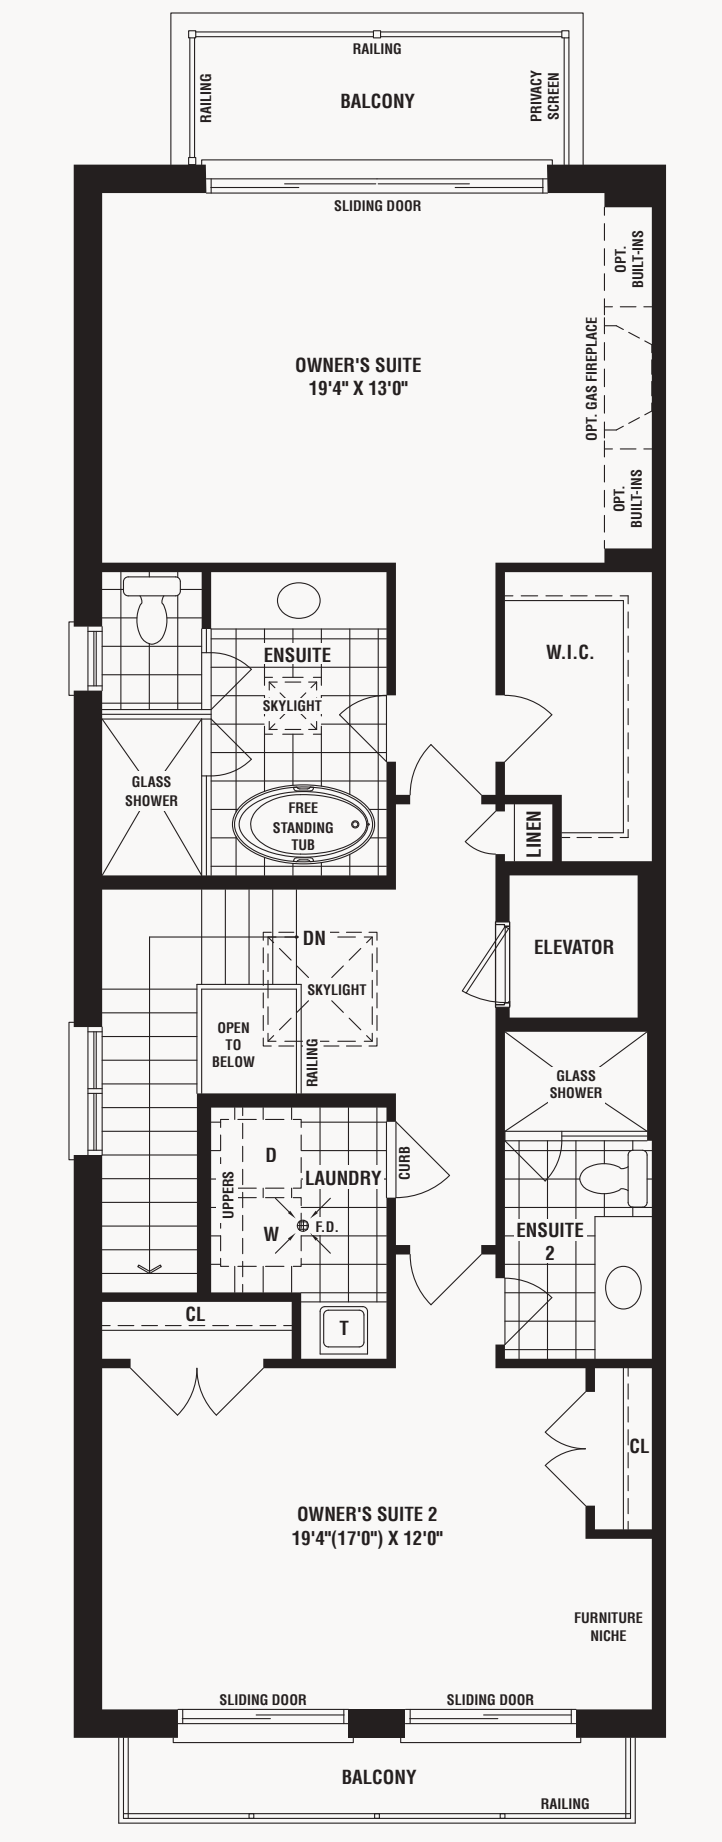 RAILING
RAILING
BALCONY
PRIVACY
SCREEN
SLIDING DOOR
OPT.
BUILT-INS
OWNER'S SUITE
19'4" X 13'0"
OPT. GAS FIREPLACE
OPT.
BUILT-INS
ENSUITE
SKYLIGHT
W.I.C.
GLASS
SHOWER
FREE
STANDING
TUB
LINEN
DN
SKYLIGHT
ELEVATOR
OPEN
TO
BELOW
RAILING
GLASS
SHOWER
D
UPPERS
LAUNDRY
CURB
W
F.D.
ENSUITE
2
CL
T
CL
OWNER'S SUITE 2
19'4"(17'0") X 12'0"
FURNITURE
NICHE
SLIDING DOOR
SLIDING DOOR
BALCONY
RAILING